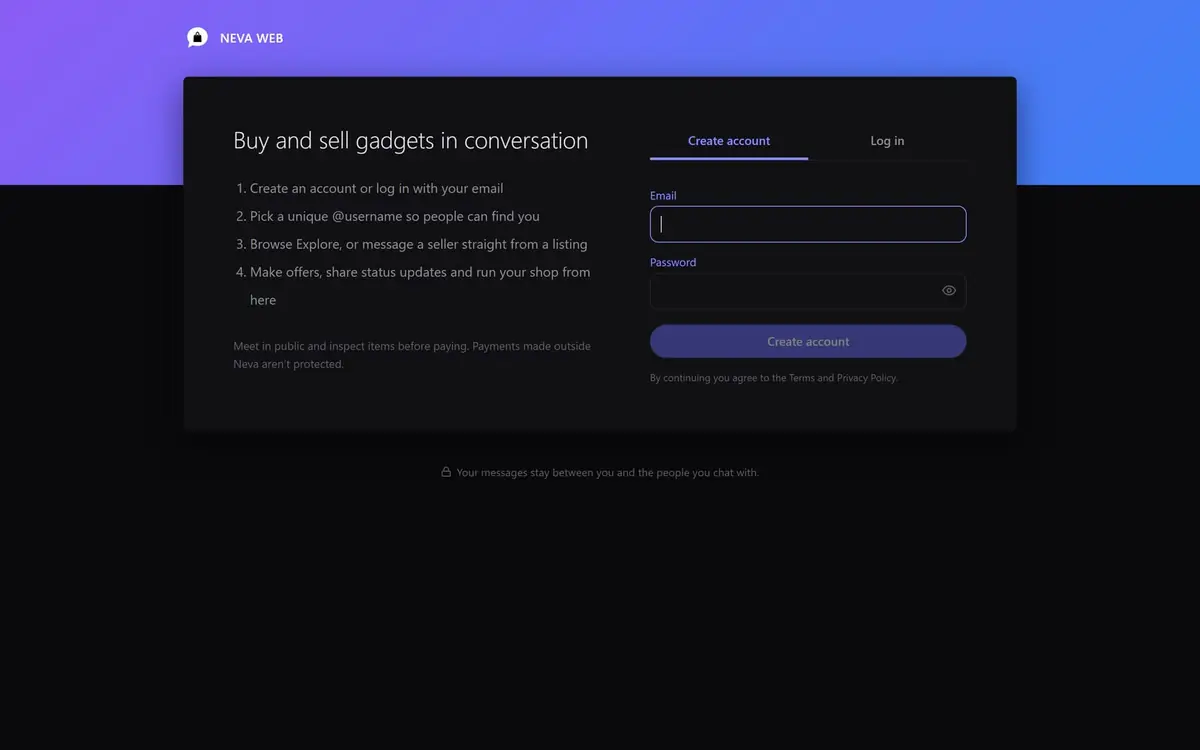 NEVA WEB
Buy and sell gadgets in conversation
1. Create an account or log in with your email
2. Pick a unique @username so people can find you
3. Browse Explore, or message a seller straight from a listing
4. Make offers, share status updates and run your shop from
here
Meet in public and inspect items before paying. Payments made outside
Neva aren't protected.
Create account
Log in
Email
Password
Create account
By continuing you agree to the Terms and Privacy Policy.
Your messages stay between you and the people you chat with.